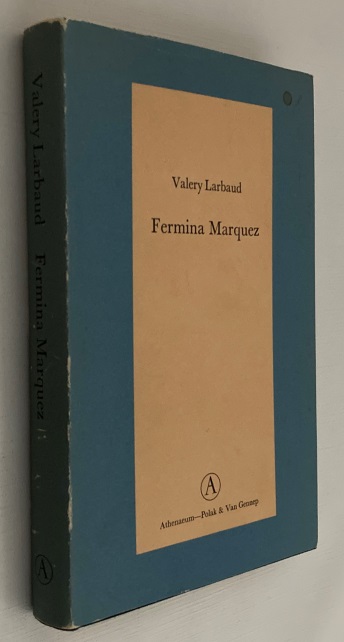 Valery Larbaud Fermina Marquez
A
Valery Larbaud
Fermina Marquez
A
Athenaeum—Polak & Van Gennep